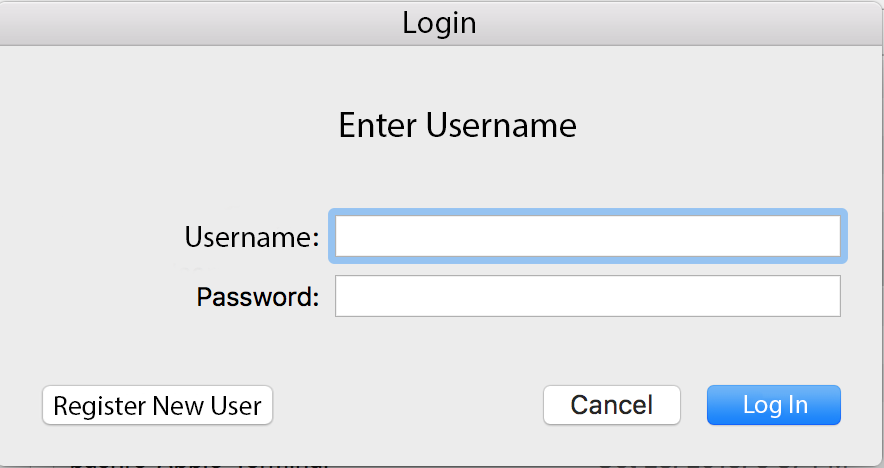 Login
Enter Username
Username:
Password:
Register New User
Cancel
Log In